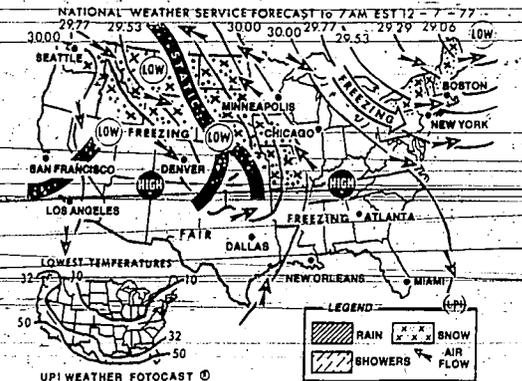 NATIONAL WEATHER SERVICE FORECAST to 7AM EST 12 - 7 - 77
29.77 29.53 30.00 30.00 29.77 29.53 29.29 29.06
30.00
LOW
SEATTLE
LOW
STATIC
FREEZING
BOSTON
MINNEAPOLIS
NEW YORK
LOW
FREEZING
LOW
CHICAGO
SAN FRANCISCO
DENVER
HIGH
HIGH
LOS ANGELES
FREEZING
ATLANTA
FAIR
DALLAS
LOWEST TEMPERATURES
32
10
10
NEW ORLEANS
MIAMI
50
32
50
LEGEND
RAIN
SNOW
SHOWERS
AIR FLOW
(UPI)
UPI WEATHER FOTOCAST ®